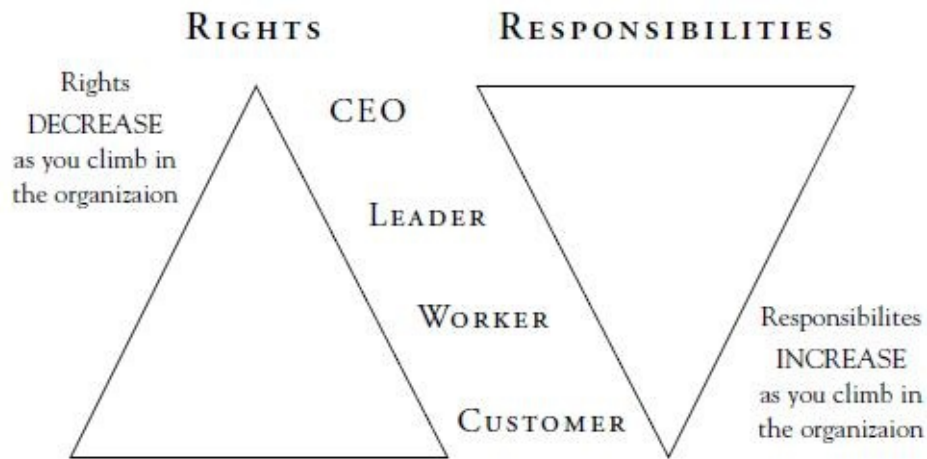 RIGHTS
RESPONSIBILITIES
Rights
DECREASE
as you climb in
the organizaion
CEO
LEADER
WORKER
CUSTOMER
Responsibilites
INCREASE
as you climb in
the organizaion